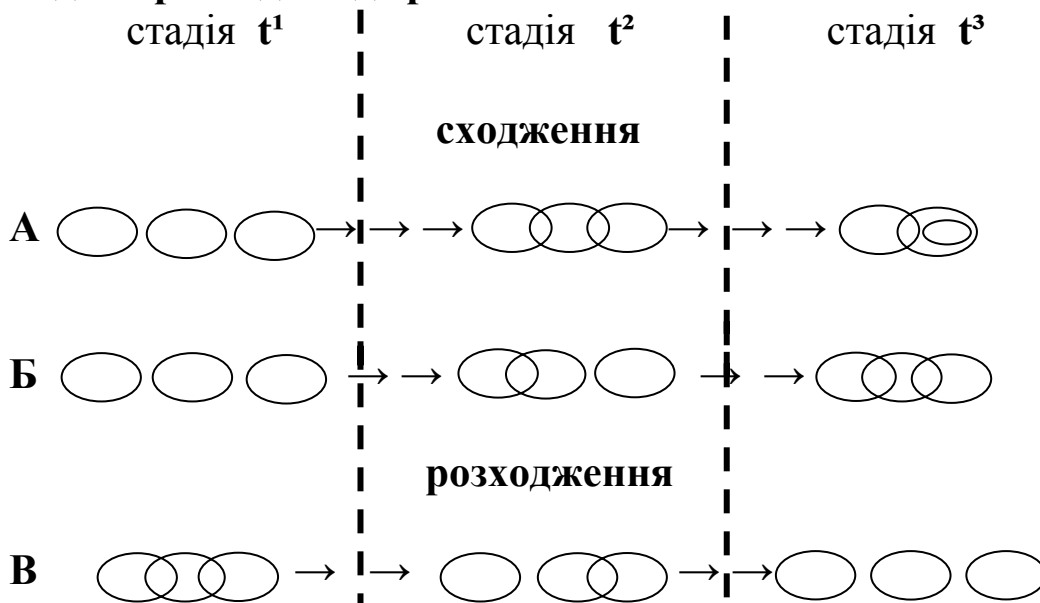 стадія t¹ стадія t² стадія t³
сходження
А
Б
розходження
В